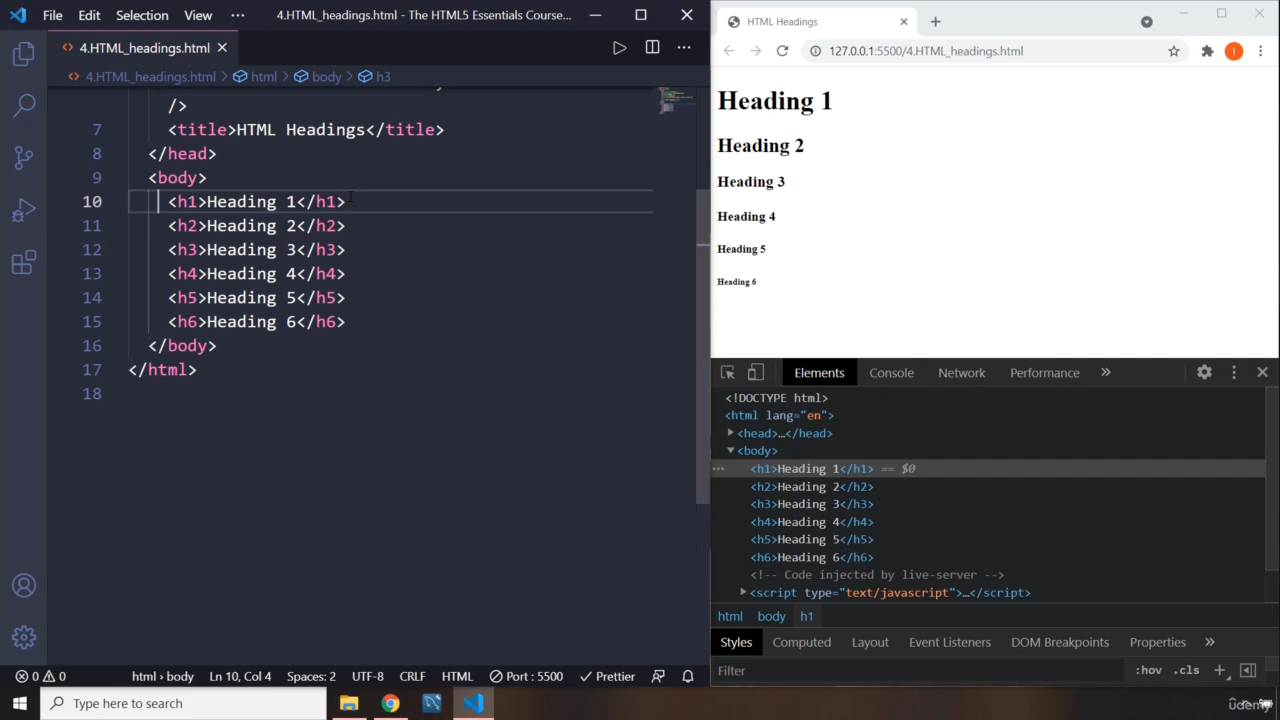 File Edit Selection View ··· 4.HTML_headings.html - The HTML5 Essentials Course...
4.HTML_headings.html
4.HTML_headings.html > html > body > h3
/>
7 <title>HTML Headings</title>
8 </head>
9 <body>
10 <h1>Heading 1</h1>
11 <h2>Heading 2</h2>
12 <h3>Heading 3</h3>
13 <h4>Heading 4</h4>
14 <h5>Heading 5</h5>
15 <h6>Heading 6</h6>
16 </body>
17 </html>
18
0 0 html › body Ln 10, Col 4 Spaces: 2 UTF-8 CRLF HTML Port : 5500 Prettier
HTML Headings
127.0.0.1:5500/4.HTML_headings.html I
Heading 1
Heading 2
Heading 3
Heading 4
Heading 5
Heading 6
Elements Console Network Performance »
<!DOCTYPE html>
<html lang="en">
<head>…</head>
<body>
··· <h1>Heading 1</h1> == $0
<h2>Heading 2</h2>
<h3>Heading 3</h3>
<h4>Heading 4</h4>
<h5>Heading 5</h5>
<h6>Heading 6</h6>
<!-- Code injected by live-server -->
<script type="text/javascript">…</script>
html body h1
Styles Computed Layout Event Listeners DOM Breakpoints Properties »
Filter :hov .cls +
Type here to search
udemy